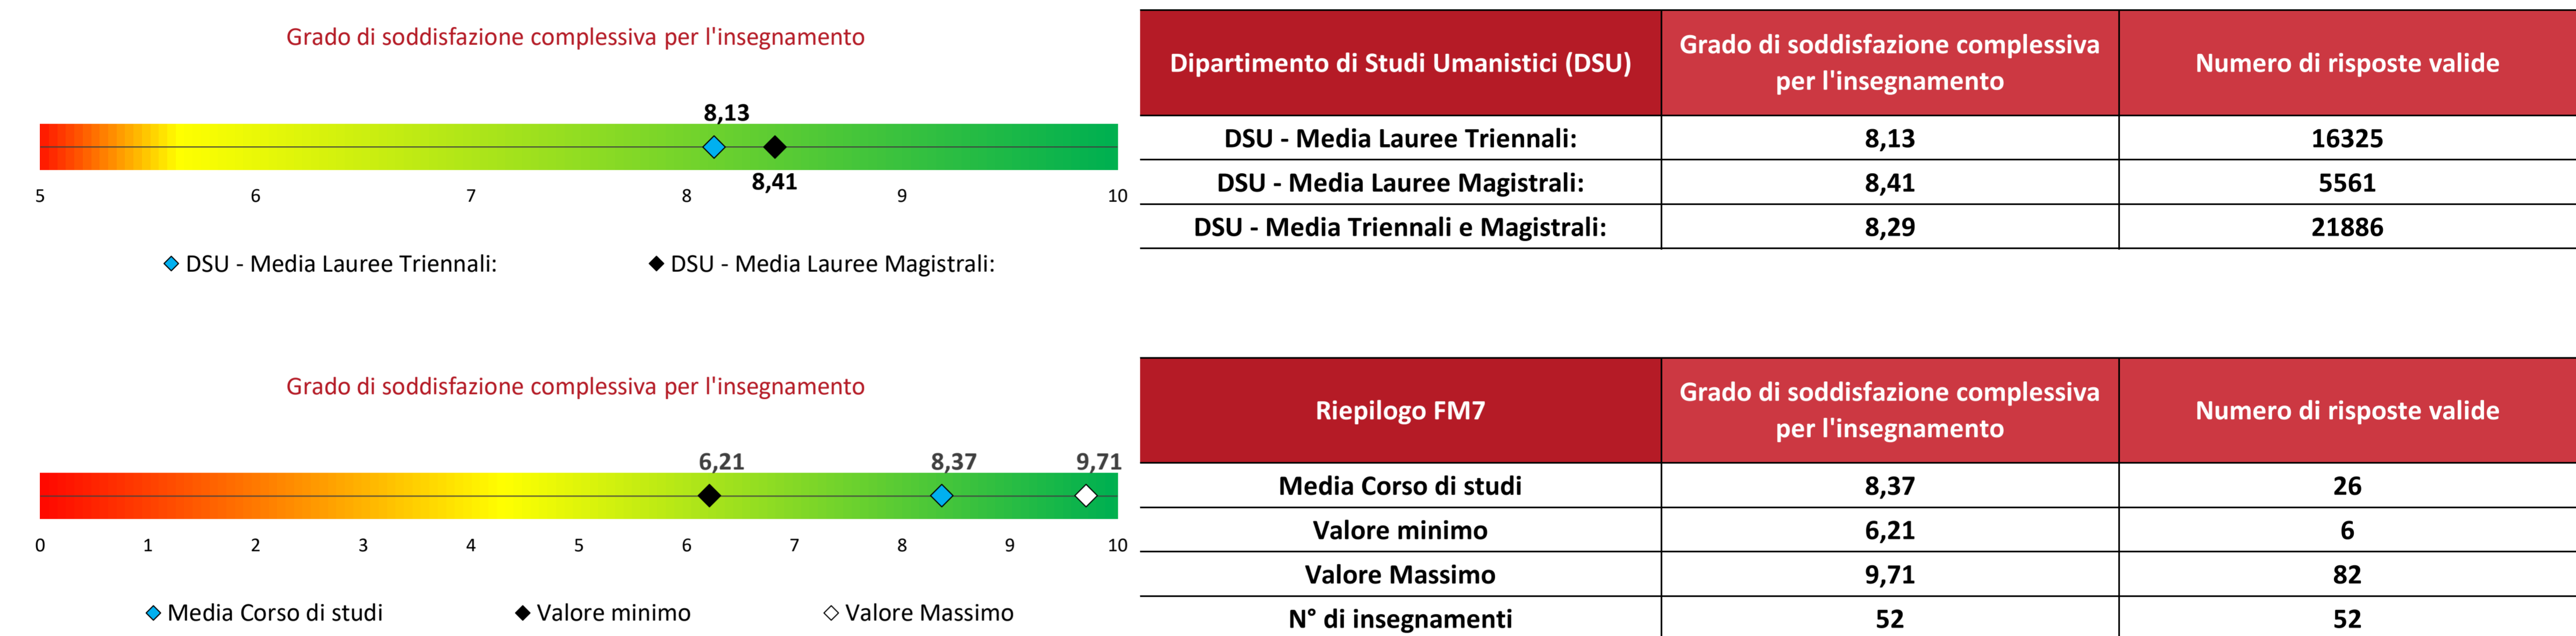 Grado di soddisfazione complessiva per l'insegnamento
8,13
8,41
5 6 7 8 9 10
DSU - Media Lauree Triennali: DSU - Media Lauree Magistrali:
Dipartimento di Studi Umanistici (DSU)
Grado di soddisfazione complessiva
per l'insegnamento
Numero di risposte valide
DSU - Media Lauree Triennali: 8,13 16325
DSU - Media Lauree Magistrali: 8,41 5561
DSU - Media Triennali e Magistrali: 8,29 21886
Grado di soddisfazione complessiva per l'insegnamento
6,21 8,37 9,71
0 1 2 3 4 5 6 7 8 9 10
Media Corso di studi Valore minimo Valore Massimo
Riepilogo FM7
Grado di soddisfazione complessiva
per l'insegnamento
Numero di risposte valide
Media Corso di studi 8,37 26
Valore minimo 6,21 6
Valore Massimo 9,71 82
N° di insegnamenti 52 52